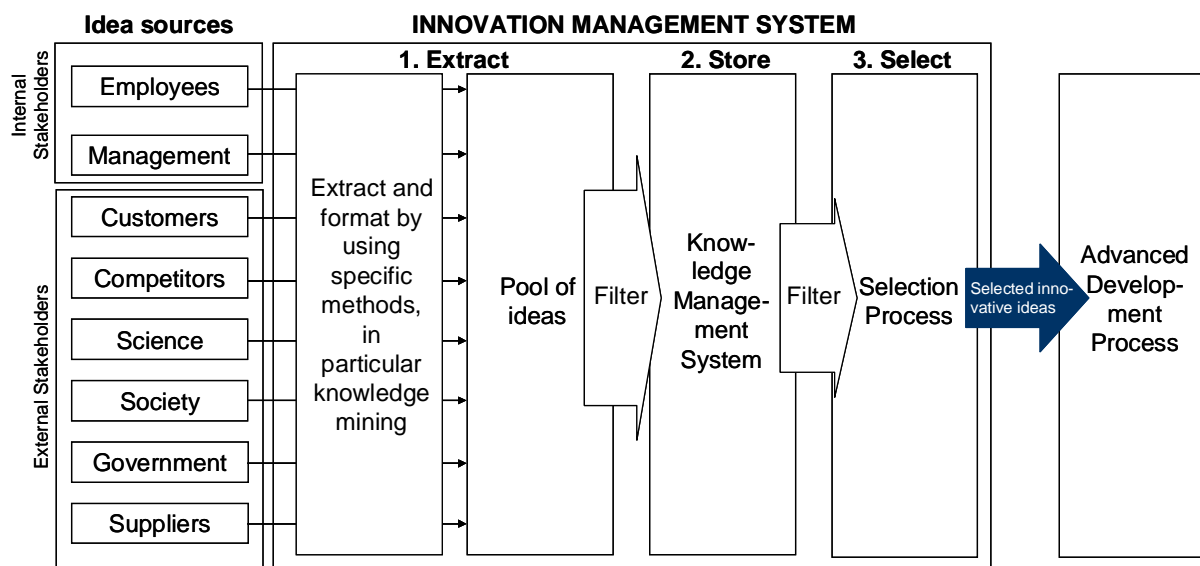 Idea sources
INNOVATION MANAGEMENT SYSTEM
1. Extract
2. Store
3. Select
Internal
Stakeholders
Employees
Management
External Stakeholders
Customers
Competitors
Science
Society
Government
Suppliers
Extract and
format by
using
specific
methods,
in
particular
knowledge
mining
Pool of
ideas
Filter
Know-
ledge
Manage-
ment
System
Filter
Selection
Process
Selected inno-
vative ideas
Advanced
Develop-
ment
Process